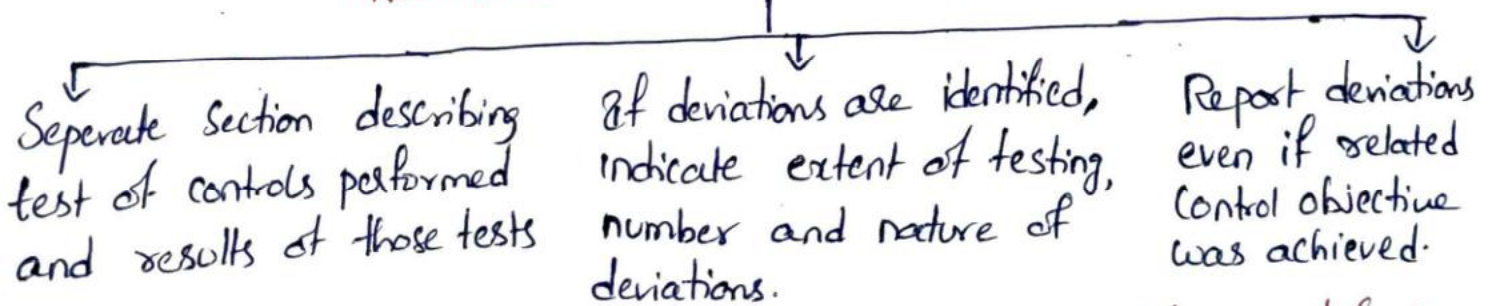 Seperate section describing
test of controls performed
and results of those tests
If deviations are identified,
indicate extent of testing,
number and nature of
deviations.
Report deviations
even if related
control objective
was achieved.